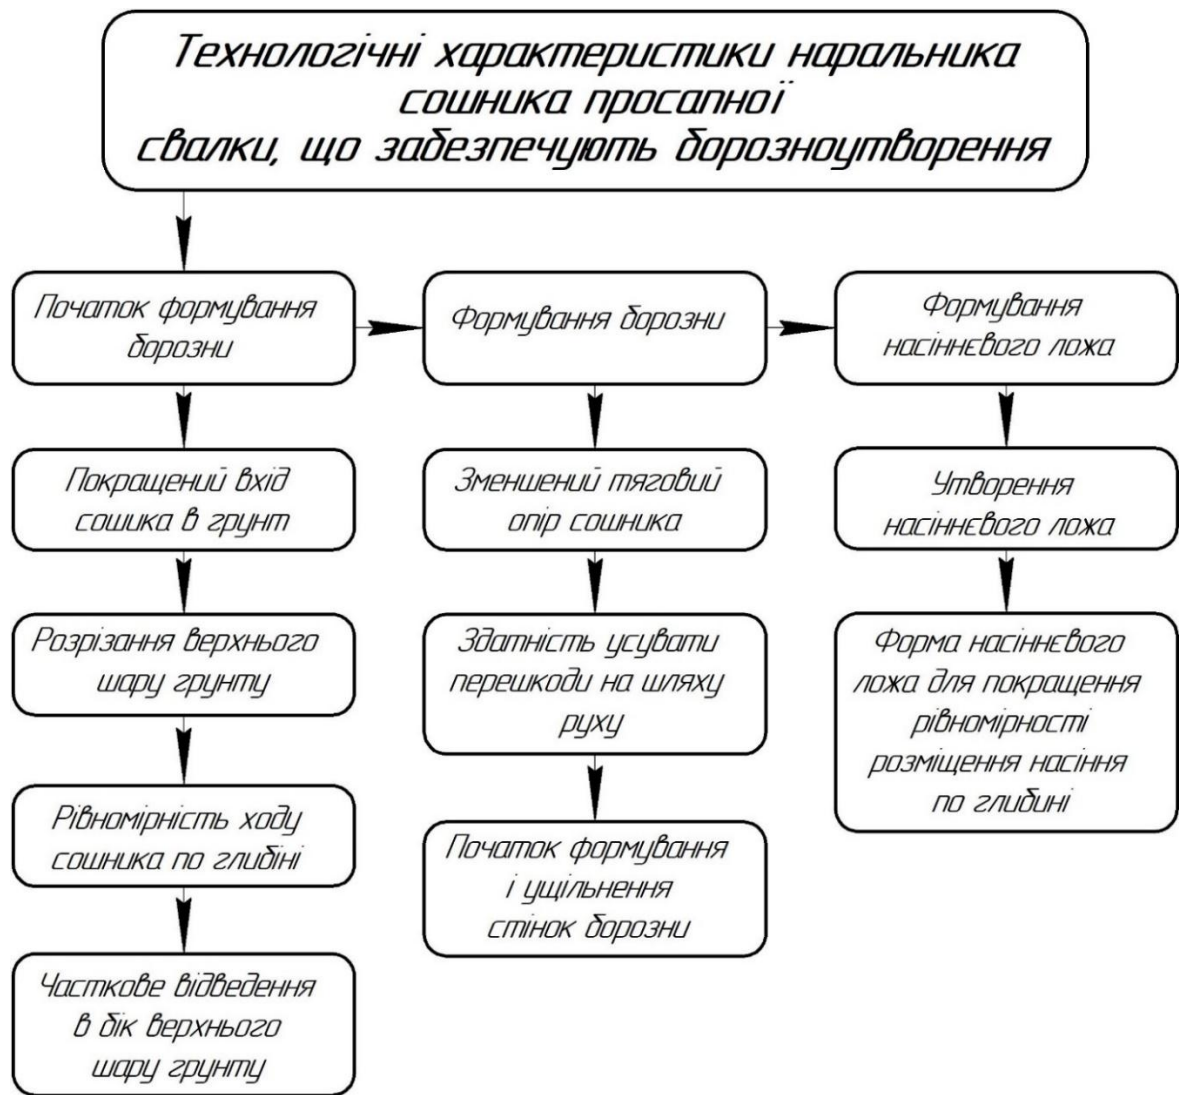 Технологічні характеристики наральника
сошника просапної
свалки, що забезпечують борозноутворення
Початок формування
борозни
Формування борозни
Формування
насіннєвого ложа
Покращений вхід
сошика в грунт
Розрізання верхнього
шару грунту
Рівномірність ходу
сошника по глибіні
Часткове відведення
в бік верхнього
шару грунту
Зменшений тяговий
опір сошника
Здатність усувати
перешкоди на шляху
руху
Початок формування
і ущільнення
стінок борозни
Утворення
насіннєвого ложа
Форма насіннєвого
ложа для покращення
рівномірності
розміщення насіння
по глибині